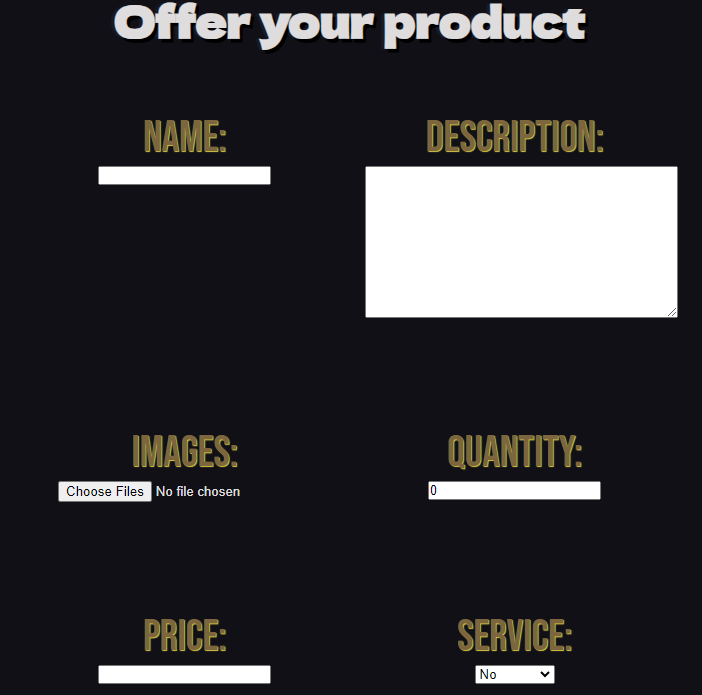 Offer your product
NAME:
DESCRIPTION:
IMAGES:
QUANTITY:
Choose Files No file chosen
0
PRICE:
SERVICE:
No